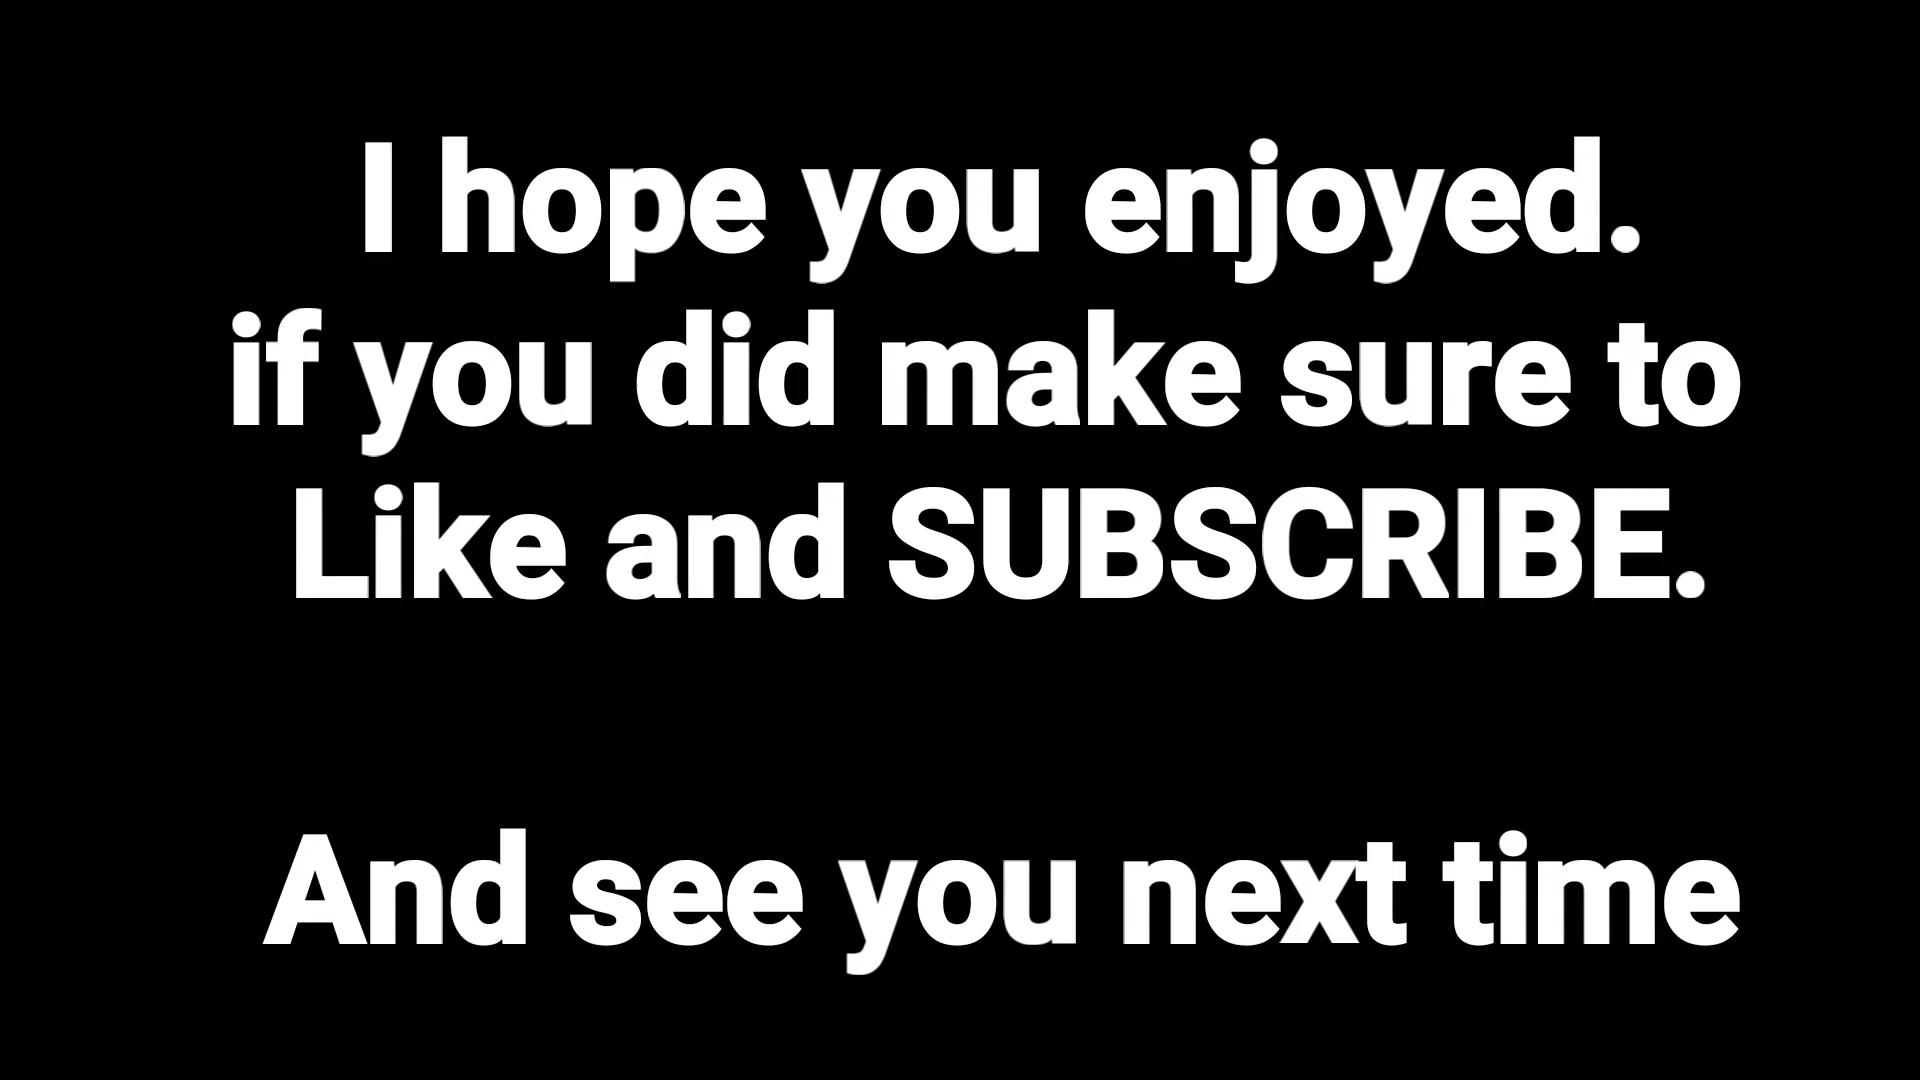 I hope you enjoyed.
if you did make sure to
Like and SUBSCRIBE.
And see you next time